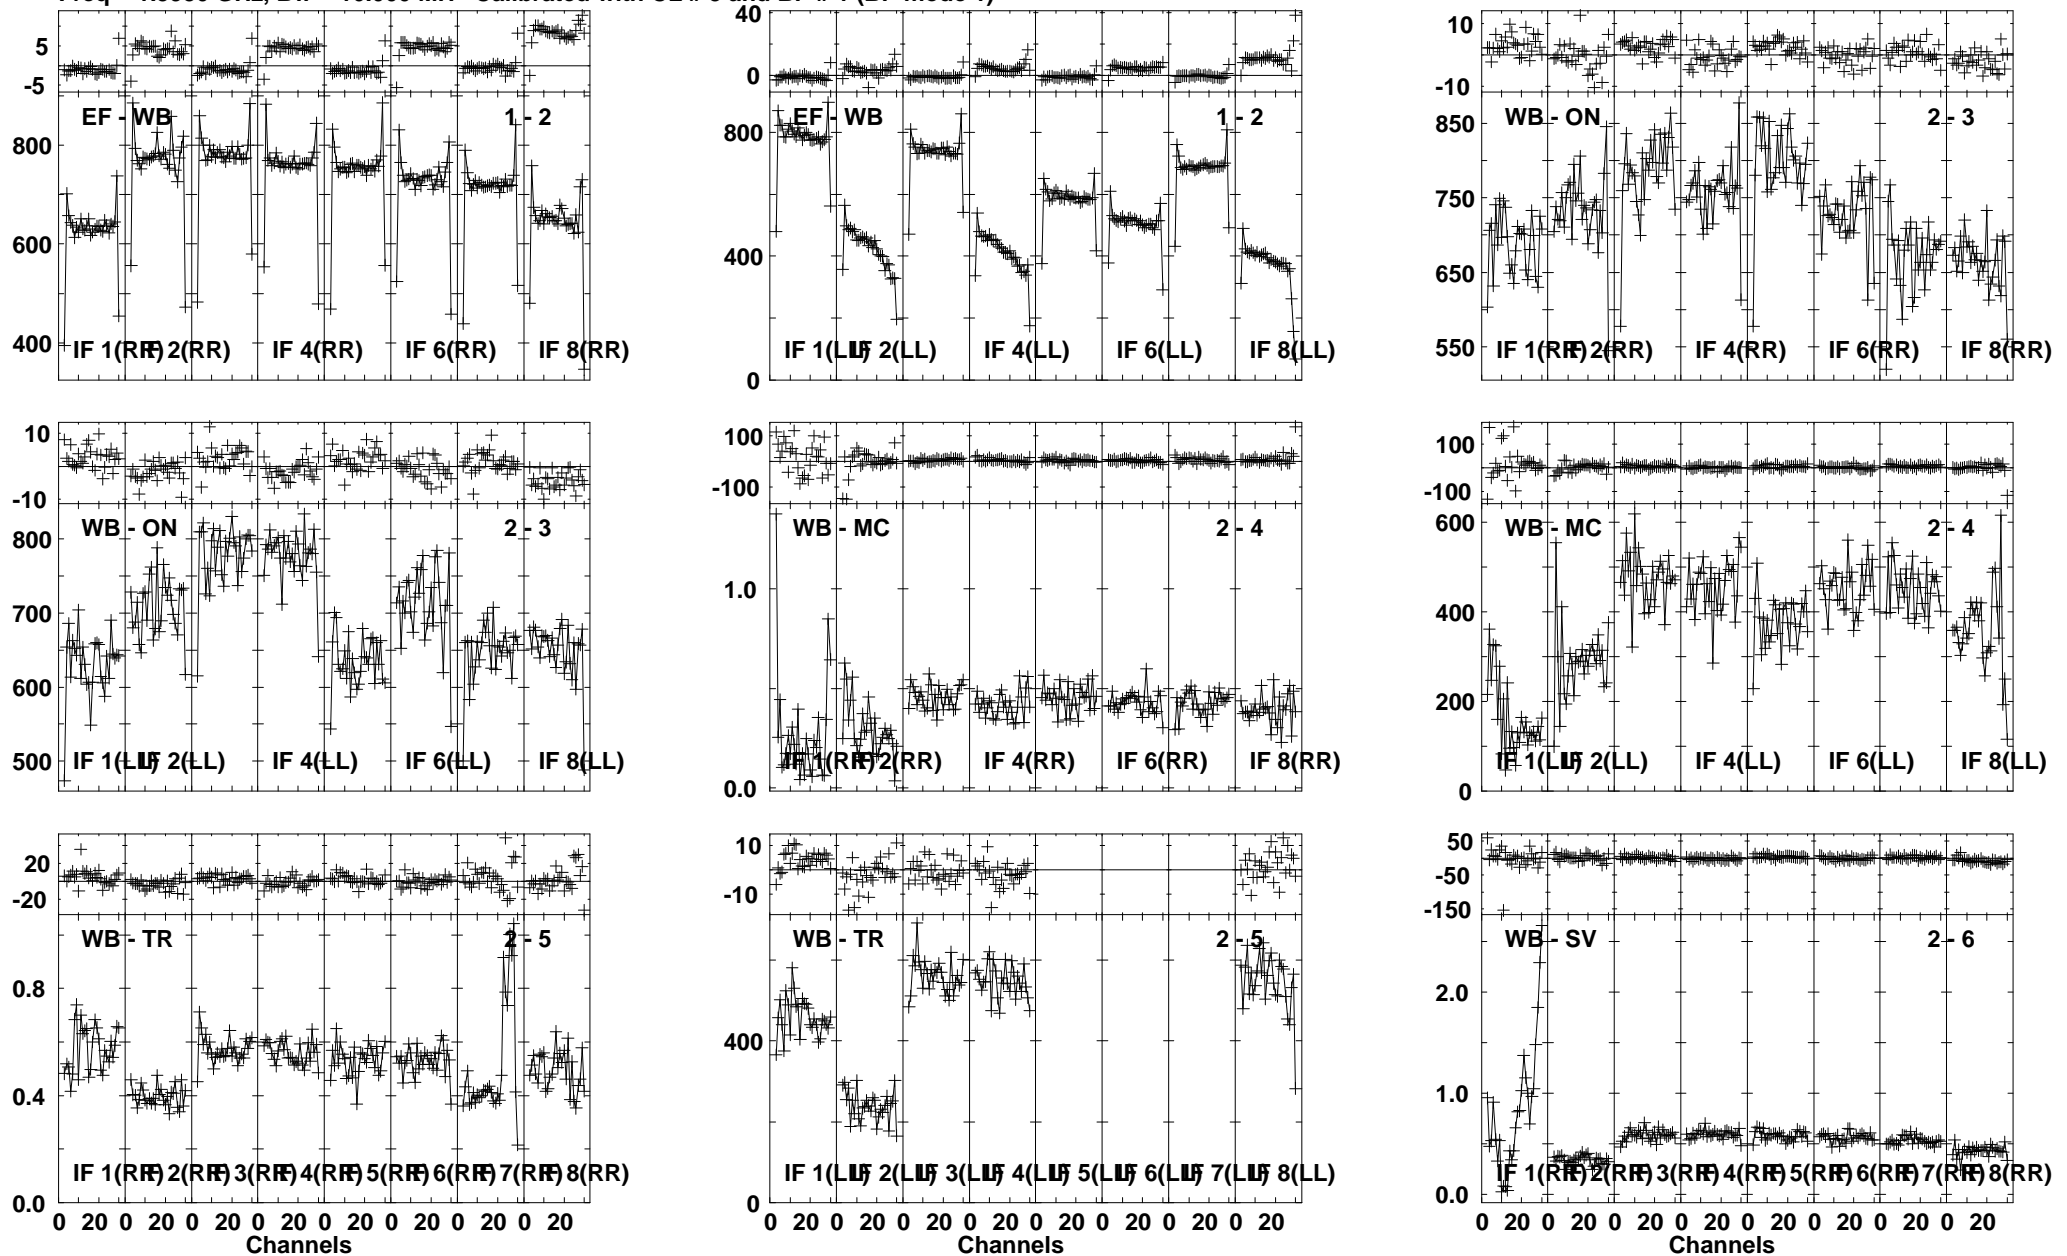 40
5
-5
0
10
-10
EF - WB
1 - 2
800
600
400
IF 1(RR)
IF 2(RR)
IF 4(RR)
IF 6(RR)
IF 8(RR)
EF - WB
1 - 2
800
400
0
IF 1(LL)
IF 2(LL)
IF 4(LL)
IF 6(LL)
IF 8(LL)
WB - ON
2 - 3
850
750
650
550
IF 1(RR)
IF 2(RR)
IF 4(RR)
IF 6(RR)
IF 8(RR)
10
-10
100
-100
100
-100
WB - ON
2 - 3
800
700
600
500
IF 1(LL)
IF 2(LL)
IF 4(LL)
IF 6(LL)
IF 8(LL)
WB - MC
2 - 4
1.0
0.0
IF 1(RR)
IF 2(RR)
IF 4(RR)
IF 6(RR)
IF 8(RR)
WB - MC
2 - 4
600
400
200
0
IF 1(LL)
IF 2(LL)
IF 4(LL)
IF 6(LL)
IF 8(LL)
20
-20
10
-10
50
-50
-150
WB - TR
2 - 5
0.8
0.4
0.0
IF 1(RR)
IF 2(RR)
IF 3(RR)
IF 4(RR)
IF 5(RR)
IF 6(RR)
IF 7(RR)
IF 8(RR)
0 20 0 20 0 20 0 20 0 20 0 20 0 20 0 20
Channels
WB - TR
2 - 5
400
0
IF 1(LL)
IF 2(LL)
IF 3(LL)
IF 4(LL)
IF 5(LL)
IF 6(LL)
IF 7(LL)
IF 8(LL)
0 20 0 20 0 20 0 20 0 20 0 20 0 20 0 20
Channels
WB - SV
2 - 6
2.0
1.0
0.0
IF 1(RR)
IF 2(RR)
IF 3(RR)
IF 4(RR)
IF 5(RR)
IF 6(RR)
IF 7(RR)
IF 8(RR)
0 20 0 20 0 20 0 20 0 20 0 20 0 20 0 20
Channels